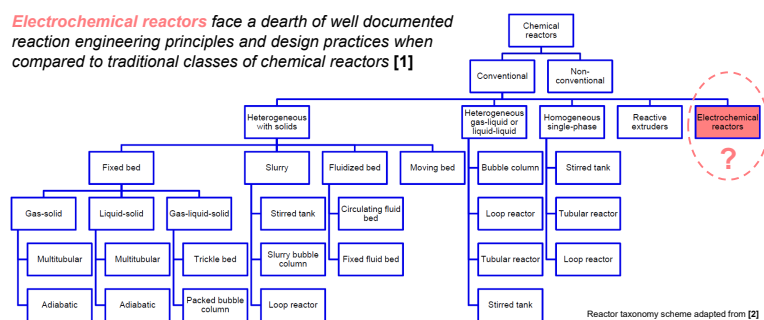 Electrochemical reactors face a dearth of well documented
reaction engineering principles and design practices when
compared to traditional classes of chemical reactors [1]
Chemical
reactors
Conventional
Non-
conventional
Heterogeneous
with solids
Heterogeneous
gas-liquid or
liquid-liquid
Homogeneous
single-phase
Reactive
extruders
Electrochemical
reactors
?
Fixed bed
Slurry
Fluidized bed
Moving bed
Bubble column
Stirred tank
Gas-solid
Liquid-solid
Gas-liquid-solid
Stirred tank
Circulating fluid
bed
Loop reactor
Tubular reactor
Multitubular
Multitubular
Trickle bed
Slurry bubble
column
Fixed fluid bed
Tubular reactor
Loop reactor
Adiabatic
Adiabatic
Packed bubble
column
Loop reactor
Stirred tank
Reactor taxonomy scheme adapted from [2]